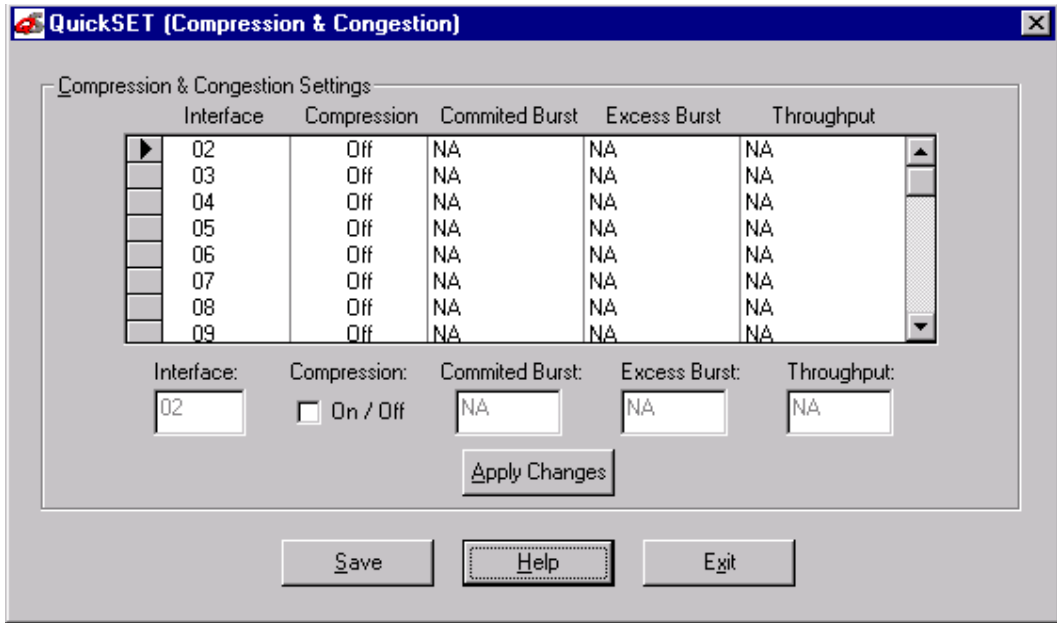 QuickSET (Compression & Congestion)
Compression & Congestion Settings
Interface Compression Commited Burst Excess Burst Throughput
02 Off NA NA NA
03 Off NA NA NA
04 Off NA NA NA
05 Off NA NA NA
06 Off NA NA NA
07 Off NA NA NA
08 Off NA NA NA
09 Off NA NA NA
Interface: Compression: Commited Burst: Excess Burst: Throughput:
02 On / Off NA NA NA
Apply Changes
Save Help Exit